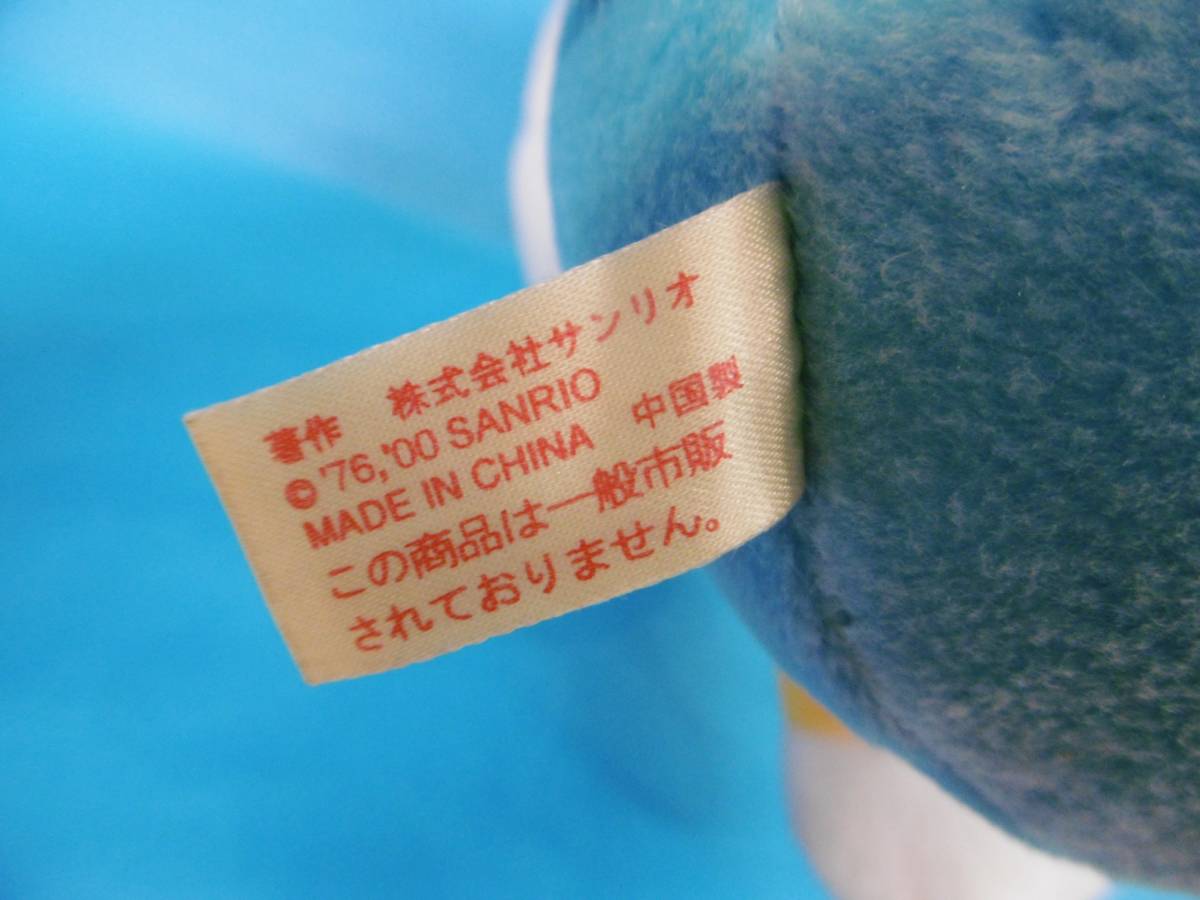 著作 株式会社サンリオ
© '76,'00 SANRIO
MADE IN CHINA 中国製
この商品は一般市販
されておりません。